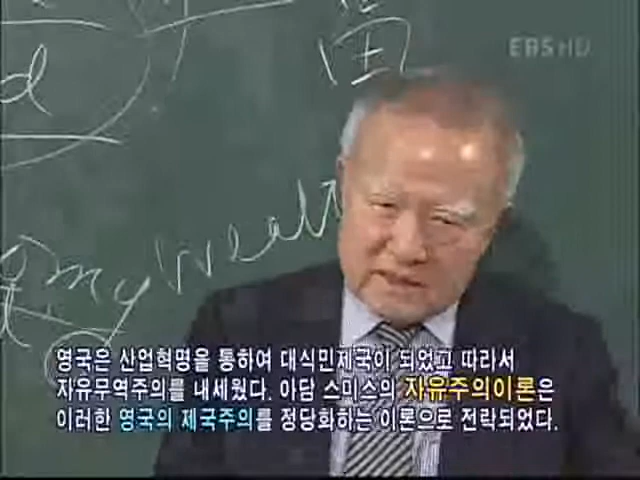 EBS HD
d
富
wealt
omy
영국은 산업혁명을 통하여 대식민제국이 되었고 따라서
자유무역주의를 내세웠다. 아담 스미스의 자유주의이론은
이러한 영국의 제국주의를 정당화하는 이론으로 전락되었다.